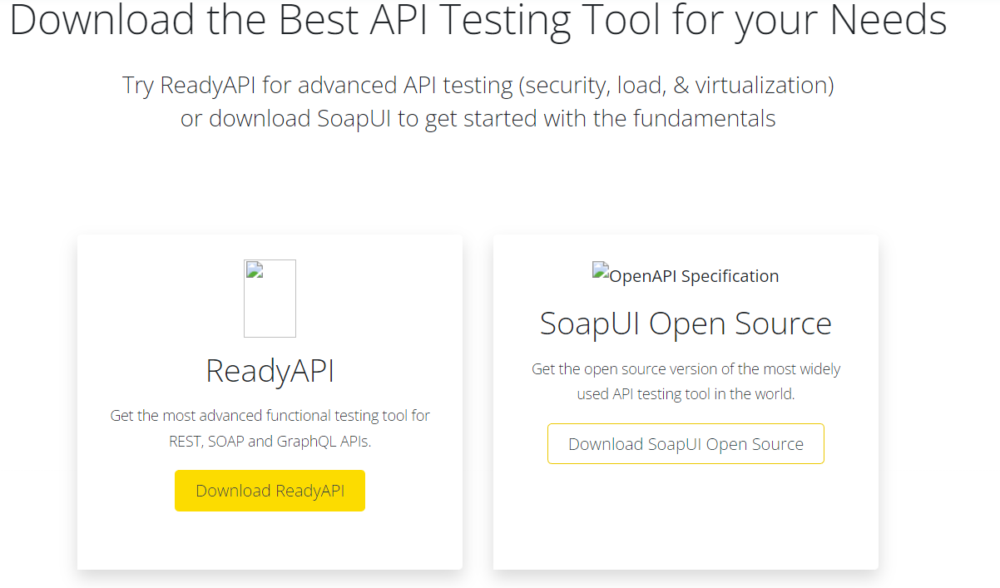 Download the Best API Testing Tool for your Needs
Try ReadyAPI for advanced API testing (security, load, & virtualization)
or download SoapUI to get started with the fundamentals
ReadyAPI
Get the most advanced functional testing tool for
REST, SOAP and GraphQL APIs.
Download ReadyAPI
OpenAPI Specification
SoapUI Open Source
Get the open source version of the most widely
used API testing tool in the world.
Download SoapUI Open Source